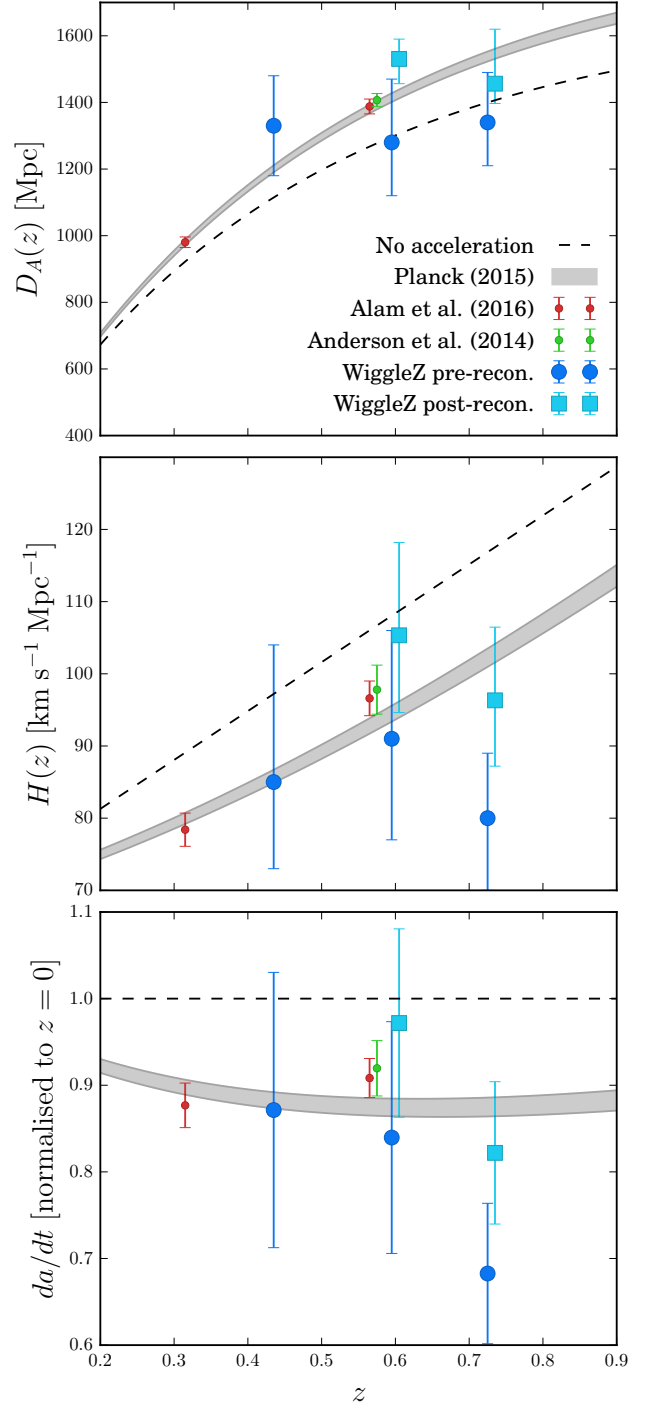 1600
1400
1200
1000
800
600
400
D_A(z) [Mpc]
No acceleration
Planck (2015)
Alam et al. (2016)
Anderson et al. (2014)
WiggleZ pre-recon.
WiggleZ post-recon.
120
110
100
90
80
70
H(z) [km s⁻¹ Mpc⁻¹]
1.1
1.0
0.9
0.8
0.7
0.6
da/dt [normalised to z = 0]
0.2 0.3 0.4 0.5 0.6 0.7 0.8 0.9
z